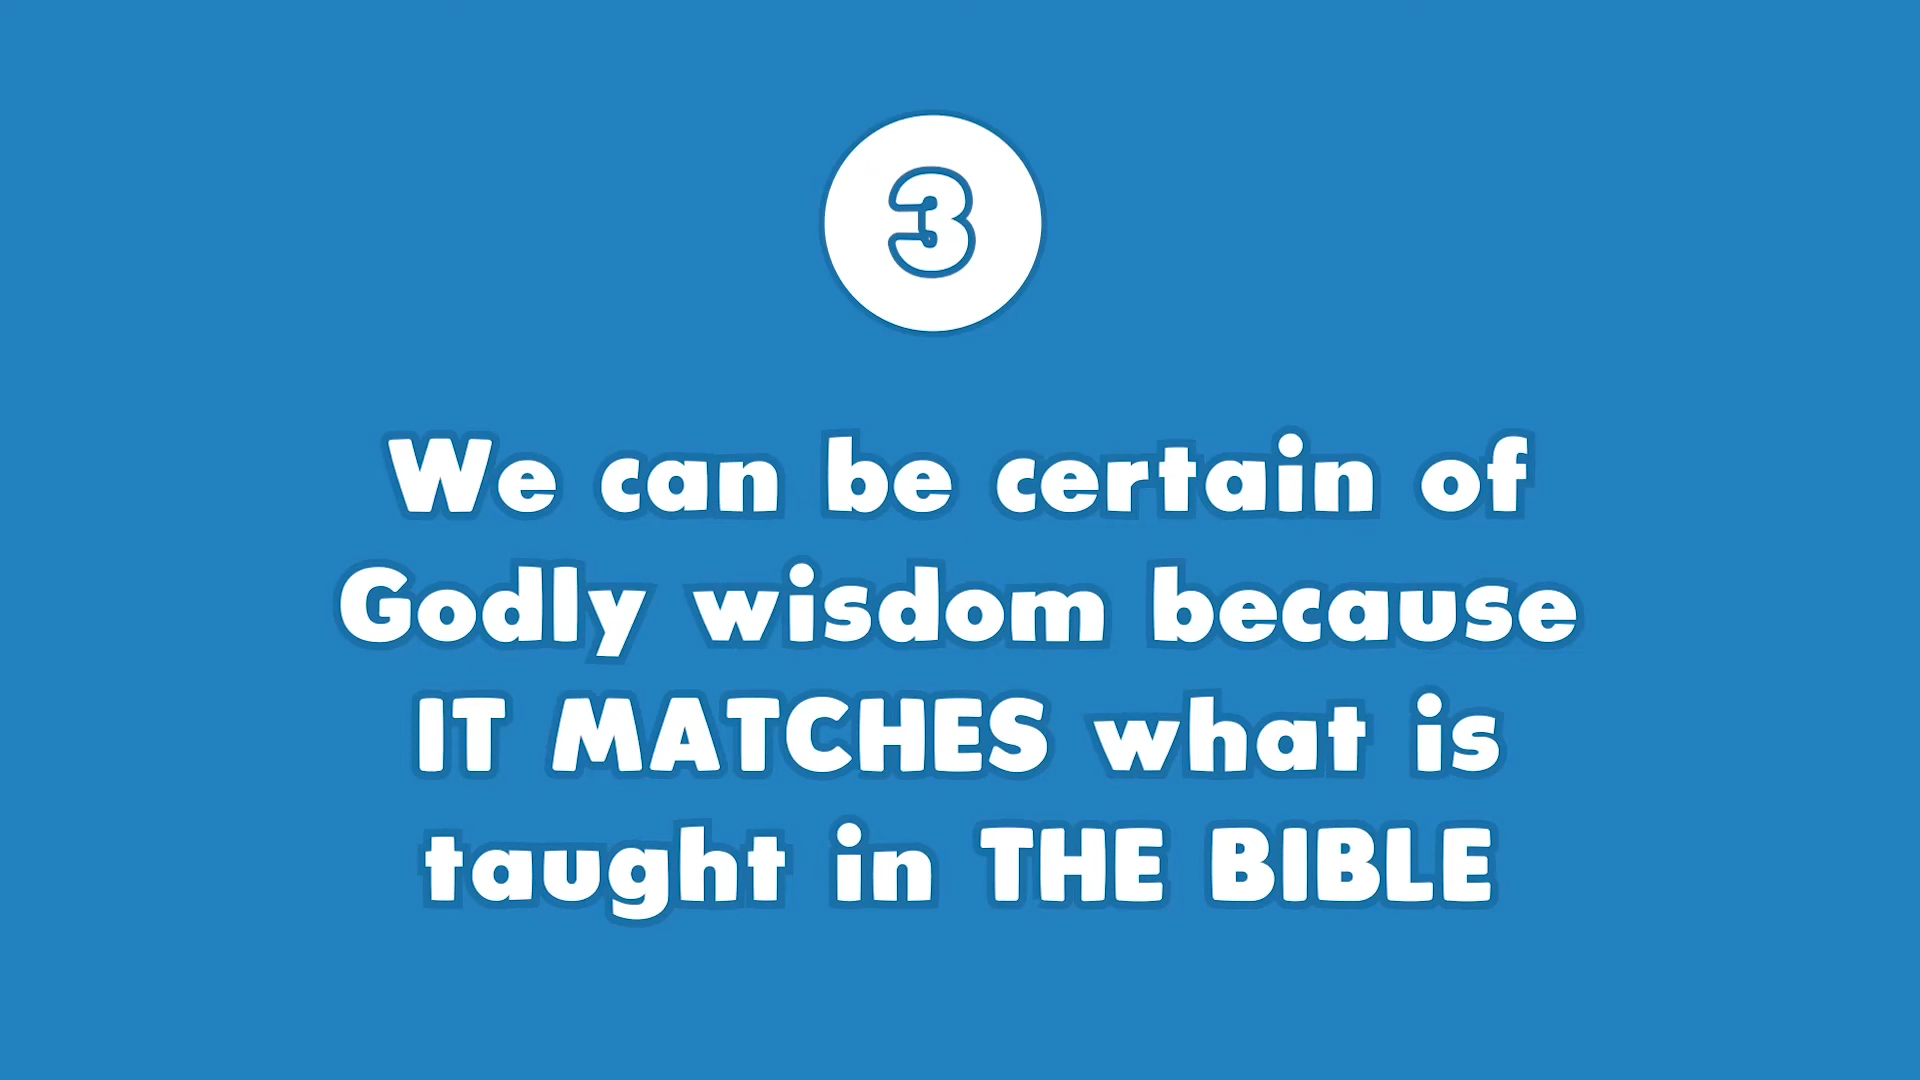 3
We can be certain of
Godly wisdom because
IT MATCHES what is
taught in THE BIBLE